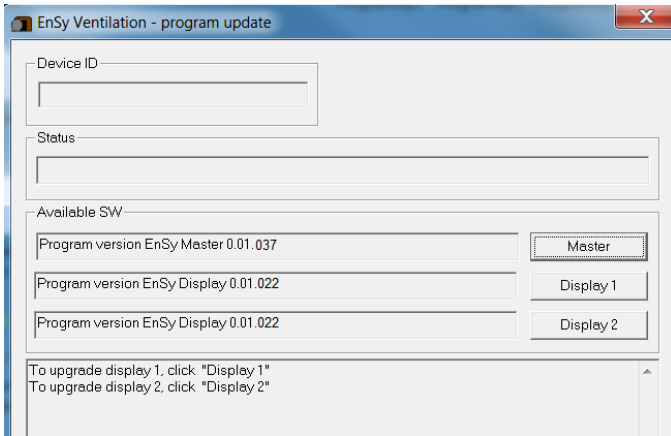 EnSy Ventilation - program update
Device ID
Status
Available SW
Program version EnSy Master 0.01.037
Master
Program version EnSy Display 0.01.022
Display 1
Program version EnSy Display 0.01.022
Display 2
To upgrade display 1, click "Display 1"
To upgrade display 2, click "Display 2"